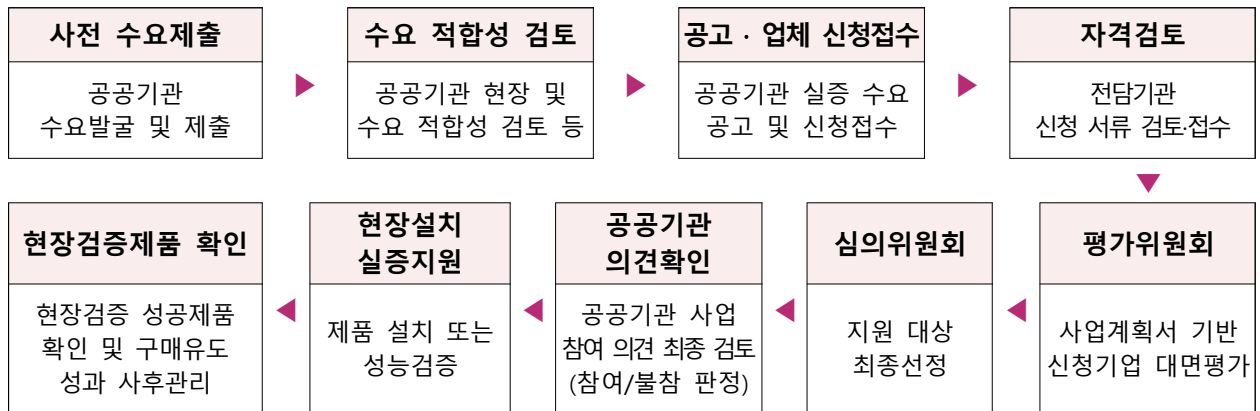 사전 수요제출
공공기관
수요발굴 및 제출
수요 적합성 검토
공공기관 현장 및
수요 적합성 검토 등
공고 · 업체 신청접수
공공기관 실증 수요
공고 및 신청접수
자격검토
전담기관
신청 서류 검토·접수
평가위원회
사업계획서 기반
신청기업 대면평가
심의위원회
지원 대상
최종선정
공공기관
의견확인
공공기관 사업
참여 의견 최종 검토
(참여/불참 판정)
현장설치
실증지원
제품 설치 또는
성능검증
현장검증제품 확인
현장검증 성공제품
확인 및 구매유도
성과 사후관리